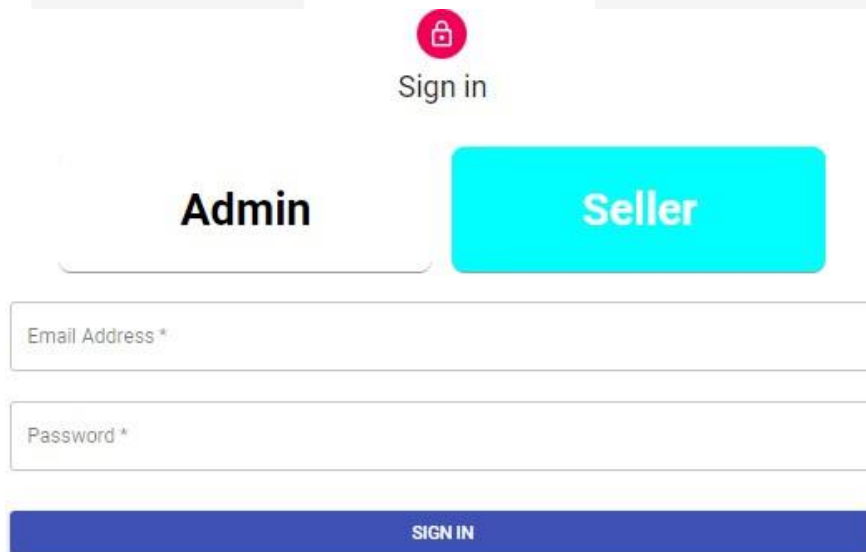 Sign in
Admin Seller
Email Address *
Password *
SIGN IN